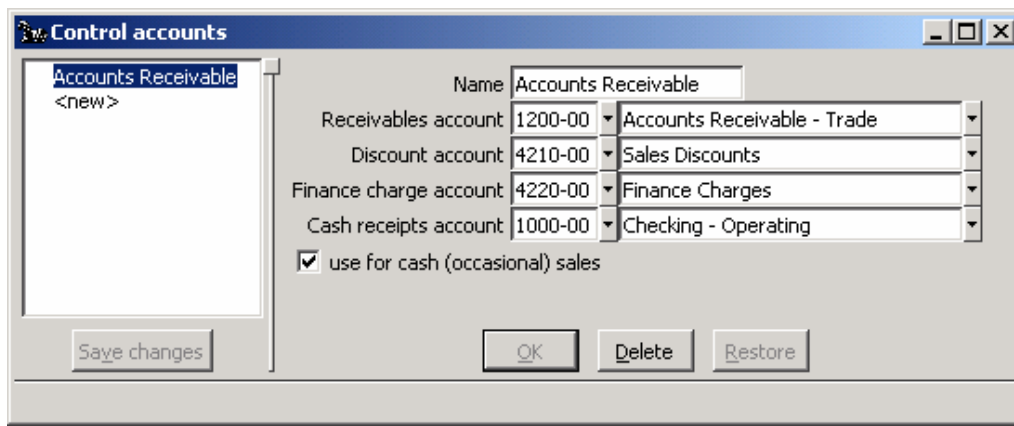 Control accounts
Accounts Receivable
<new>
Name Accounts Receivable
Receivables account 1200-00 Accounts Receivable - Trade
Discount account 4210-00 Sales Discounts
Finance charge account 4220-00 Finance Charges
Cash receipts account 1000-00 Checking - Operating
use for cash (occasional) sales
Save changes
OK Delete Restore